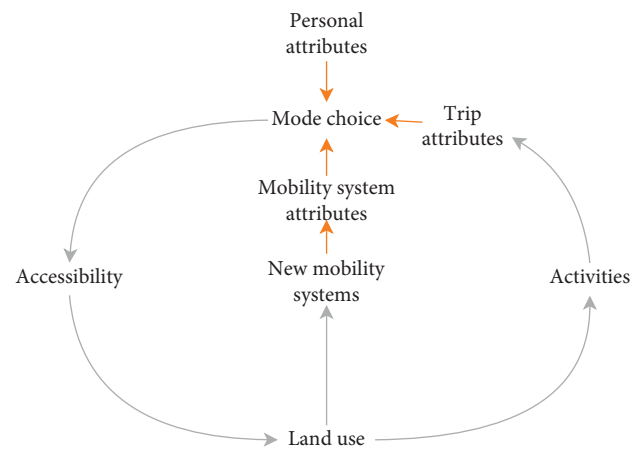 Personal
attributes
Mode choice
Trip
attributes
Mobility system
attributes
Accessibility
New mobility
systems
Activities
Land use